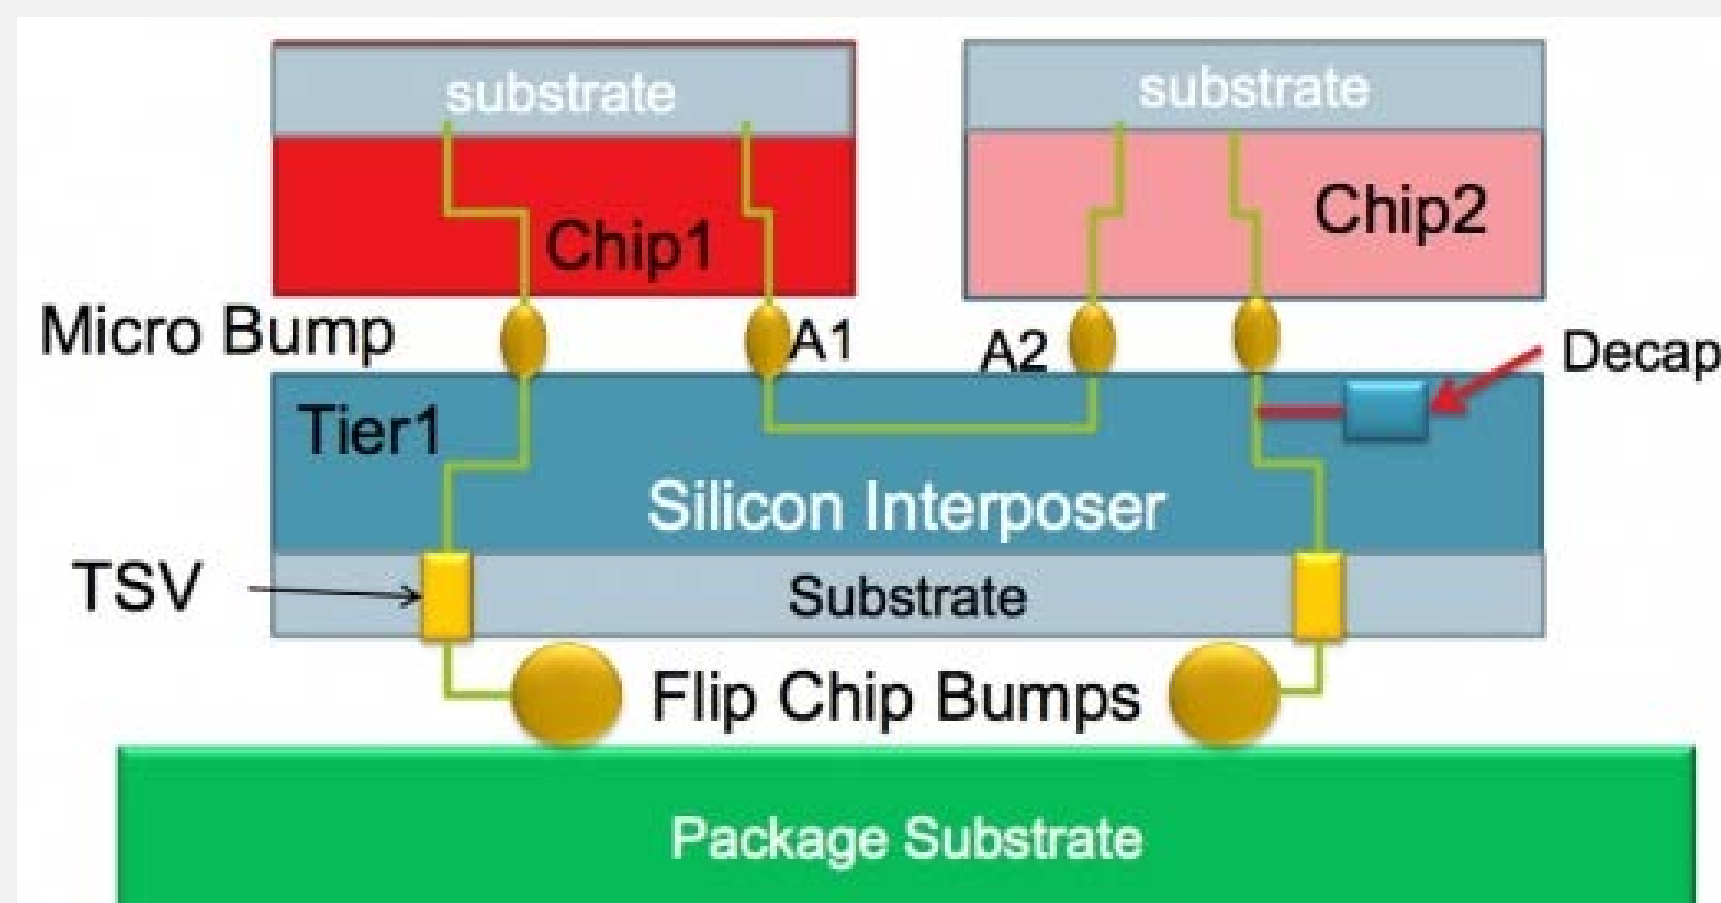 substrate
substrate
Chip1
Chip2
Micro Bump
A1
A2
Decap
Tier1
Silicon Interposer
TSV
Substrate
Flip Chip Bumps
Package Substrate